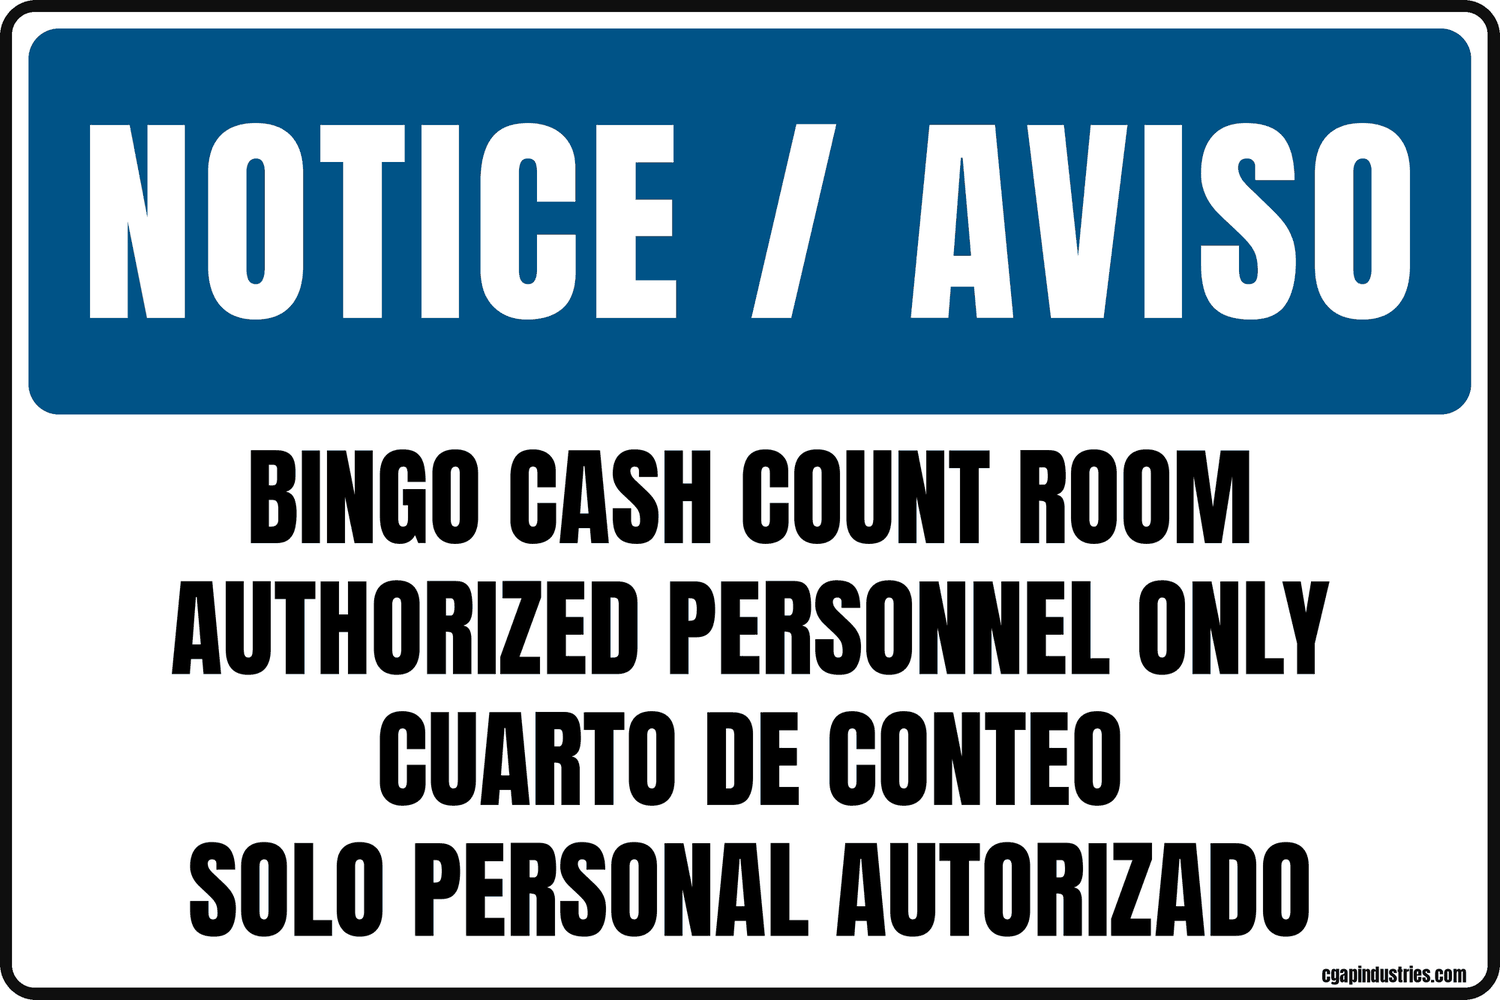 NOTICE / AVISO
BINGO CASH COUNT ROOM
AUTHORIZED PERSONNEL ONLY
CUARTO DE CONTEO
SOLO PERSONAL AUTORIZADO
cgapindustries.com